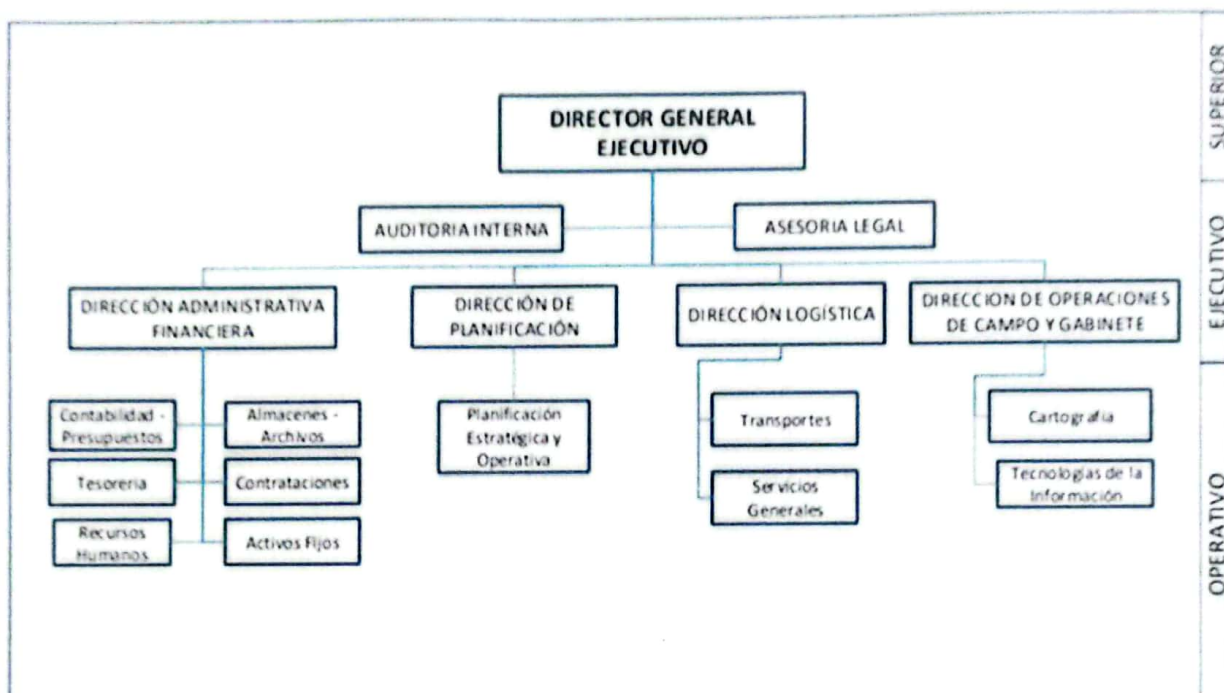 DIRECTOR GENERAL
EJECUTIVO
AUDITORIA INTERNA
ASESORIA LEGAL
DIRECCIÓN ADMINISTRATIVA
FINANCIERA
DIRECCIÓN DE
PLANIFICACIÓN
DIRECCIÓN LOGÍSTICA
DIRECCION DE OPERACIONES
DE CAMPO Y GABINETE
Contabilidad -
Presupuestos
Almacenes -
Archivos
Tesoreria
Contrataciones
Recursos
Humanos
Activos Fijos
Planificación
Estratégica y
Operativa
Transportes
Servicios
Generales
Cartografia
Tecnologías de la
Información
SUPERIOR
EJECUTIVO
OPERATIVO